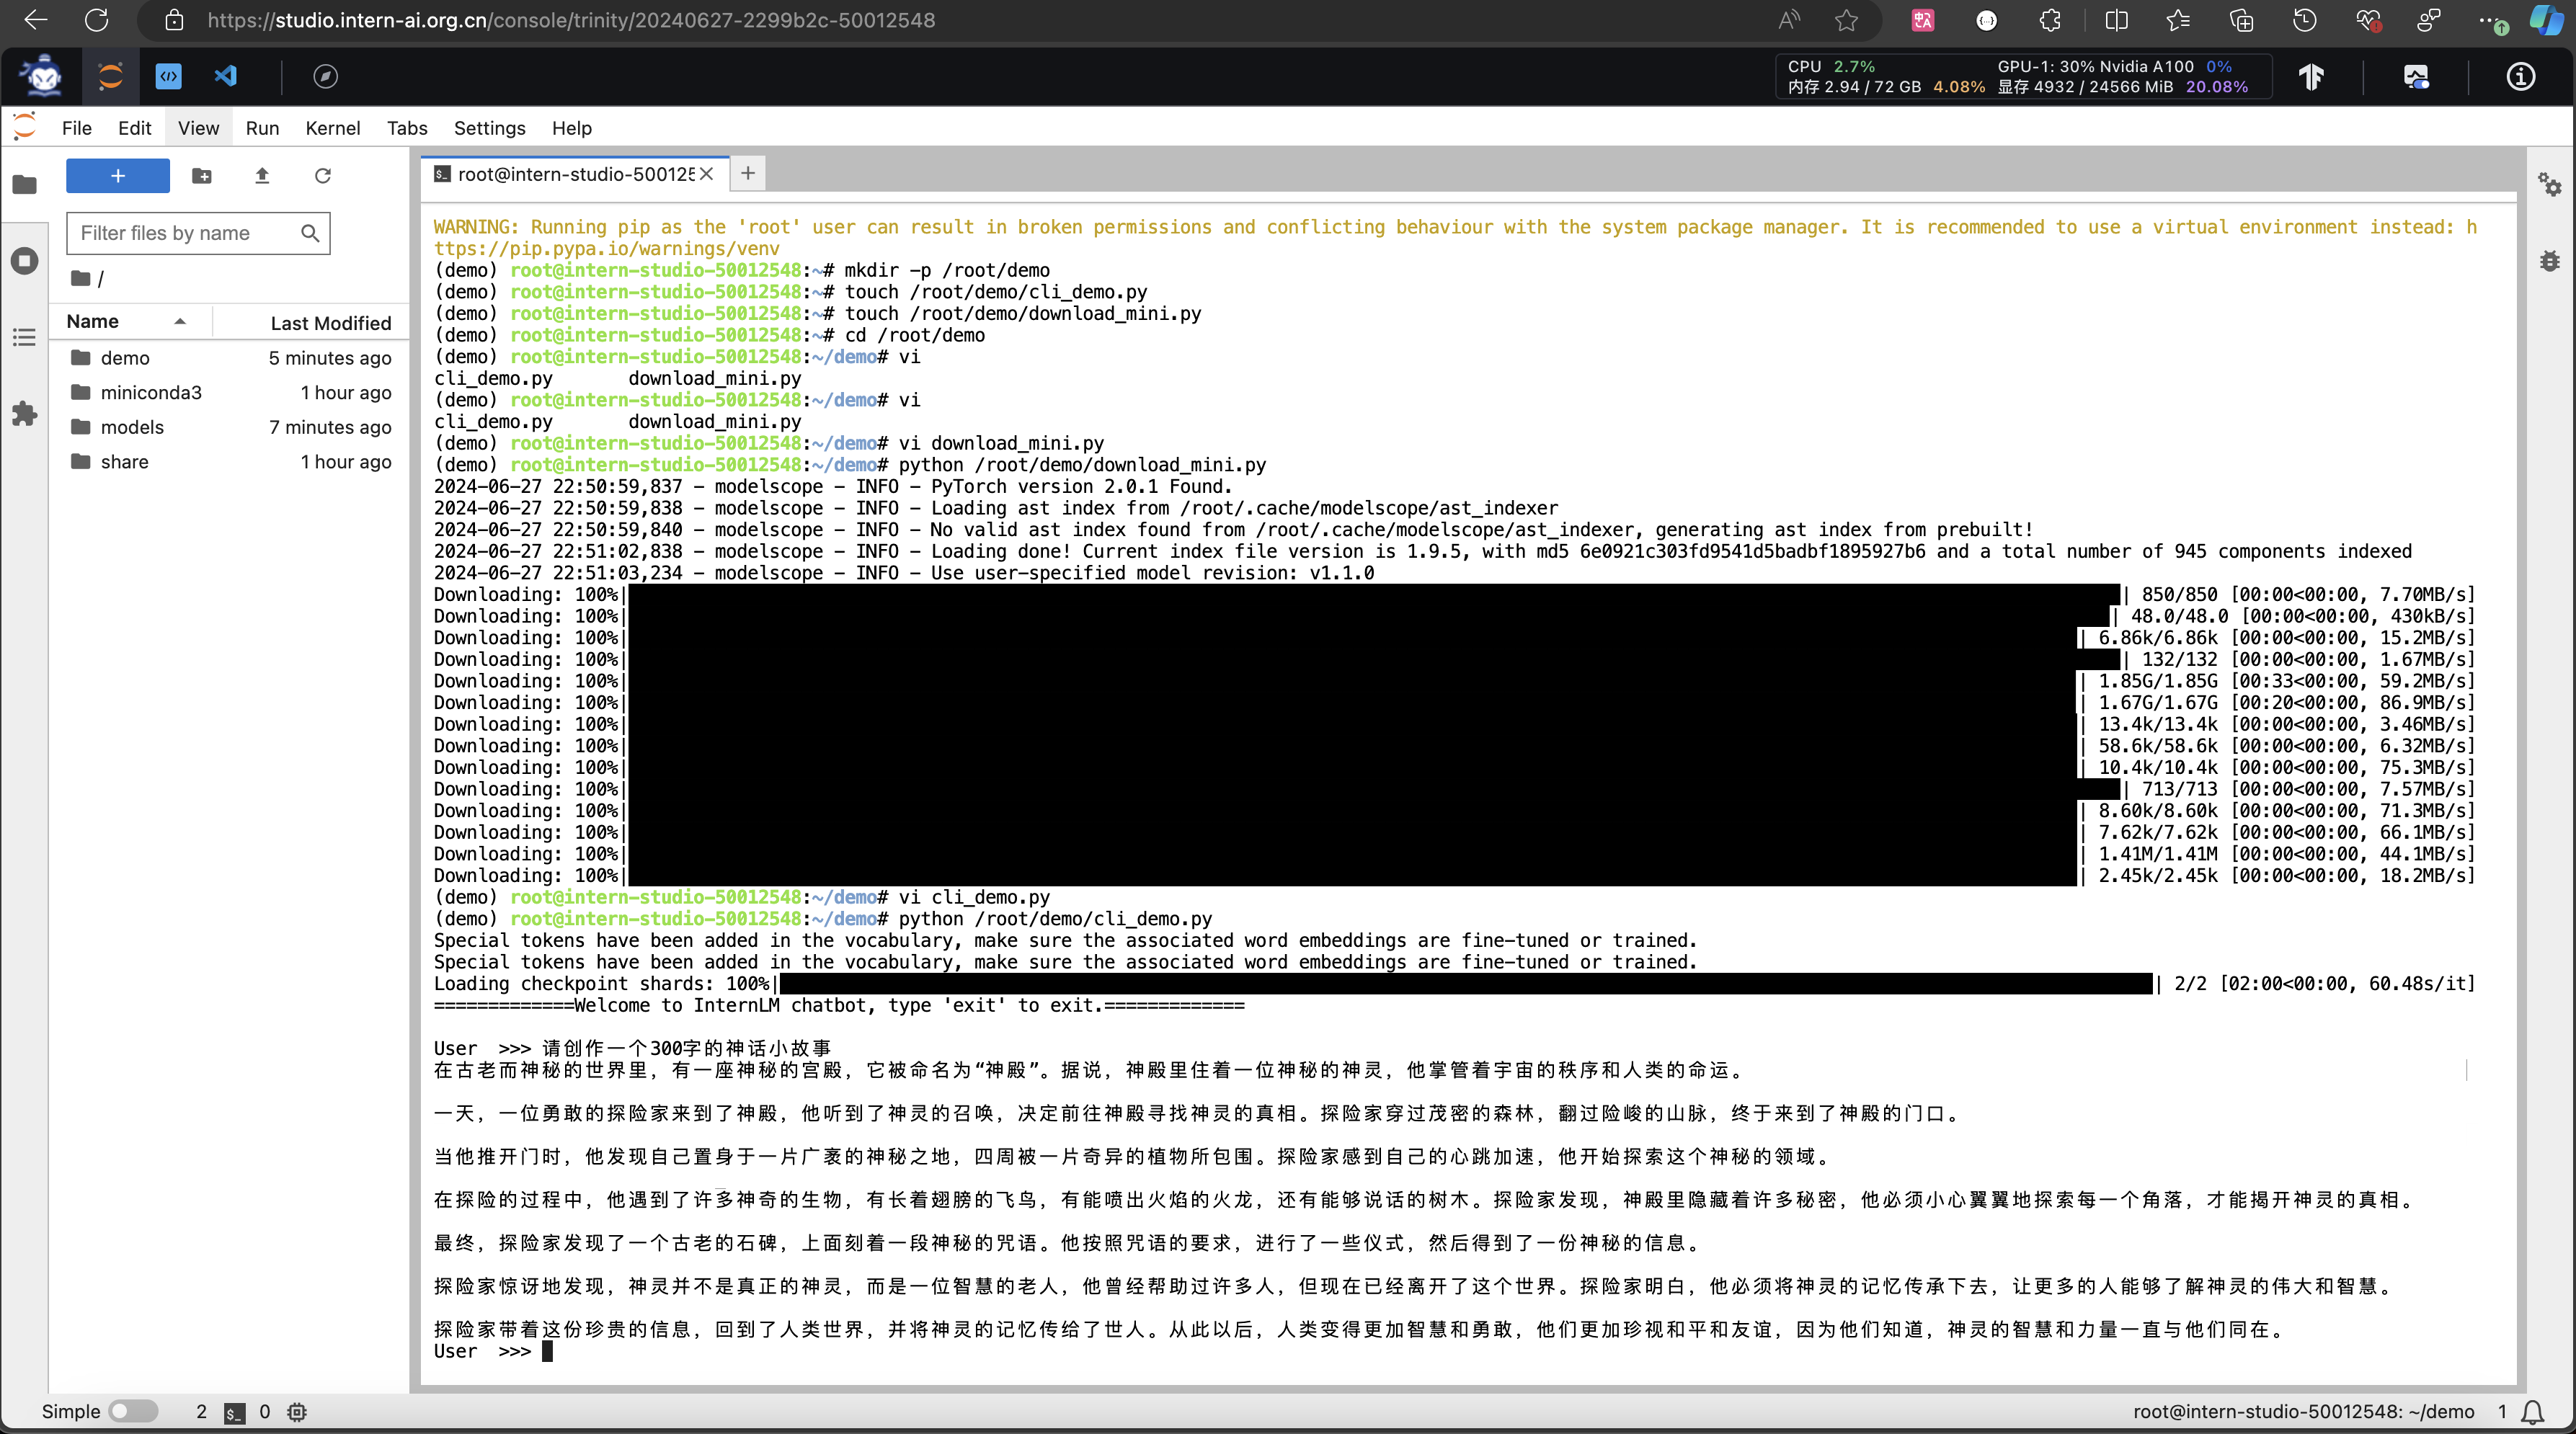 https://studio.intern-ai.org.cn/console/trinity/20240627-2299b2c-50012548
CPU 2.7% GPU-1: 30% Nvidia A100 0%
内存 2.94 / 72 GB 4.08% 显存 4932 / 24566 MiB 20.08%
File Edit View Run Kernel Tabs Settings Help
root@intern-studio-50012
Filter files by name
/
Name Last Modified
demo 5 minutes ago
miniconda3 1 hour ago
models 7 minutes ago
share 1 hour ago
WARNING: Running pip as the 'root' user can result in broken permissions and conflicting behaviour with the system package manager. It is recommended to use a virtual environment instead: h
ttps://pip.pypa.io/warnings/venv
(demo) root@intern-studio-50012548:~# mkdir -p /root/demo
(demo) root@intern-studio-50012548:~# touch /root/demo/cli_demo.py
(demo) root@intern-studio-50012548:~# touch /root/demo/download_mini.py
(demo) root@intern-studio-50012548:~# cd /root/demo
(demo) root@intern-studio-50012548:~/demo# vi
cli_demo.py download_mini.py
(demo) root@intern-studio-50012548:~/demo# vi
cli_demo.py download_mini.py
(demo) root@intern-studio-50012548:~/demo# vi download_mini.py
(demo) root@intern-studio-50012548:~/demo# python /root/demo/download_mini.py
2024-06-27 22:50:59,837 - modelscope - INFO - PyTorch version 2.0.1 Found.
2024-06-27 22:50:59,838 - modelscope - INFO - Loading ast index from /root/.cache/modelscope/ast_indexer
2024-06-27 22:50:59,840 - modelscope - INFO - No valid ast index found from /root/.cache/modelscope/ast_indexer, generating ast index from prebuilt!
2024-06-27 22:51:02,838 - modelscope - INFO - Loading done! Current index file version is 1.9.5, with md5 6e0921c303fd9541d5badbf1895927b6 and a total number of 945 components indexed
2024-06-27 22:51:03,234 - modelscope - INFO - Use user-specified model revision: v1.1.0
Downloading: 100%| | 850/850 [00:00<00:00, 7.70MB/s]
Downloading: 100%| | 48.0/48.0 [00:00<00:00, 430kB/s]
Downloading: 100%| | 6.86k/6.86k [00:00<00:00, 15.2MB/s]
Downloading: 100%| | 132/132 [00:00<00:00, 1.67MB/s]
Downloading: 100%| | 1.85G/1.85G [00:33<00:00, 59.2MB/s]
Downloading: 100%| | 1.67G/1.67G [00:20<00:00, 86.9MB/s]
Downloading: 100%| | 13.4k/13.4k [00:00<00:00, 3.46MB/s]
Downloading: 100%| | 58.6k/58.6k [00:00<00:00, 6.32MB/s]
Downloading: 100%| | 10.4k/10.4k [00:00<00:00, 75.3MB/s]
Downloading: 100%| | 713/713 [00:00<00:00, 7.57MB/s]
Downloading: 100%| | 8.60k/8.60k [00:00<00:00, 71.3MB/s]
Downloading: 100%| | 7.62k/7.62k [00:00<00:00, 66.1MB/s]
Downloading: 100%| | 1.41M/1.41M [00:00<00:00, 44.1MB/s]
Downloading: 100%| | 2.45k/2.45k [00:00<00:00, 18.2MB/s]
(demo) root@intern-studio-50012548:~/demo# vi cli_demo.py
(demo) root@intern-studio-50012548:~/demo# python /root/demo/cli_demo.py
Special tokens have been added in the vocabulary, make sure the associated word embeddings are fine-tuned or trained.
Special tokens have been added in the vocabulary, make sure the associated word embeddings are fine-tuned or trained.
Loading checkpoint shards: 100%| | 2/2 [02:00<00:00, 60.48s/it]
=============Welcome to InternLM chatbot, type 'exit' to exit.=============
User >>> 请创作一个300字的神话小故事
在古老而神秘的世界里，有一座神秘的宫殿，它被命名为“神殿”。据说，神殿里住着一位神秘的神灵，他掌管着宇宙的秩序和人类的命运。
一天，一位勇敢的探险家来到了神殿，他听到了神灵的召唤，决定前往神殿寻找神灵的真相。探险家穿过茂密的森林，翻过险峻的山脉，终于来到了神殿的门口。
当他推开门时，他发现自己置身于一片广袤的神秘之地，四周被一片奇异的植物所包围。探险家感到自己的心跳加速，他开始探索这个神秘的领域。
在探险的过程中，他遇到了许多神奇的生物，有长着翅膀的飞鸟，有能喷出火焰的火龙，还有能够说话的树木。探险家发现，神殿里隐藏着许多秘密，他必须小心翼翼地探索每一个角落，才能揭开神灵的真相。
最终，探险家发现了一个古老的石碑，上面刻着一段神秘的咒语。他按照咒语的要求，进行了一些仪式，然后得到了一份神秘的信息。
探险家惊讶地发现，神灵并不是真正的神灵，而是一位智慧的老人，他曾经帮助过许多人，但现在已经离开了这个世界。探险家明白，他必须将神灵的记忆传承下去，让更多的人能够了解神灵的伟大和智慧。
探险家带着这份珍贵的信息，回到了人类世界，并将神灵的记忆传给了世人。从此以后，人类变得更加智慧和勇敢，他们更加珍视和平和友谊，因为他们知道，神灵的智慧和力量一直与他们同在。
User >>>
Simple 2 0 root@intern-studio-50012548: ~/demo 1